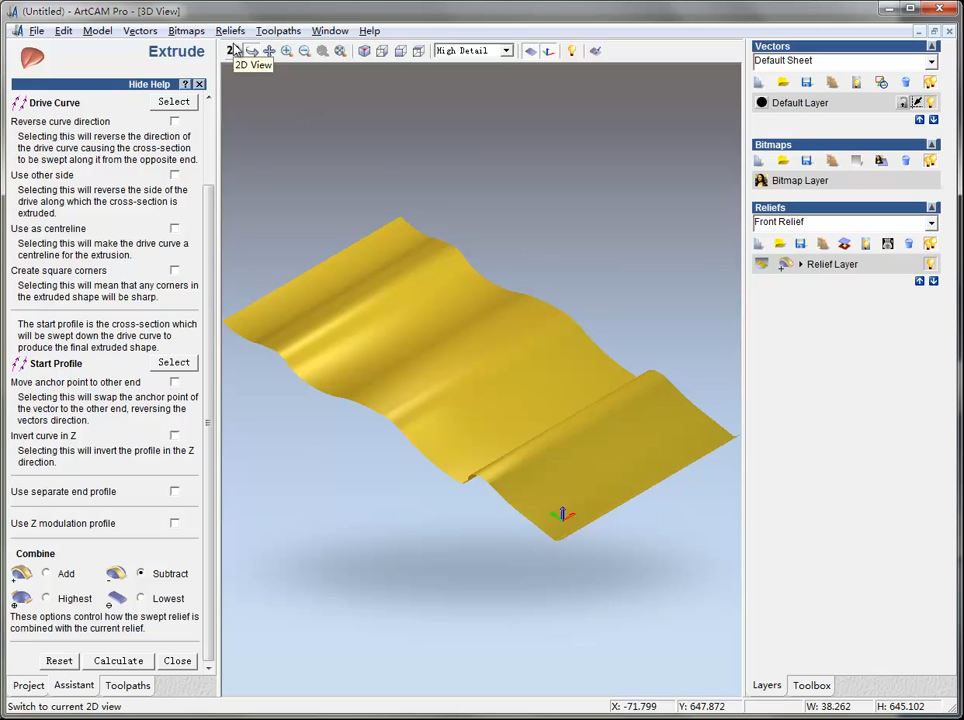 (Untitled) - ArtCAM Pro - [3D View]
File Edit Model Vectors Bitmaps Reliefs Toolpaths Window Help
Extrude
High Detail
2D View
Hide Help ? X
Drive Curve Select
Reverse curve direction
Selecting this will reverse the direction of
the drive curve causing the cross-section
to be swept along it from the opposite end.
Use other side
Selecting this will reverse the side of the
drive along which the cross-section is
extruded.
Use as centreline
Selecting this will make the drive curve a
centreline for the extrusion.
Create square corners
Selecting this will mean that any corners in
the extruded shape will be sharp.
The start profile is the cross-section which
will be swept down the drive curve to
produce the final extruded shape.
Start Profile Select
Move anchor point to other end
Selecting this will swap the anchor point of
the vector to the other end, reversing the
vectors direction.
Invert curve in Z
Selecting this will invert the profile in the Z
direction.
Use separate end profile
Use Z modulation profile
Combine
Add Subtract
Highest Lowest
These options control how the swept relief is
combined with the current relief.
Reset Calculate Close
Project Assistant Toolpaths
Switch to current 2D view
Vectors
Default Sheet
Default Layer
Bitmaps
Bitmap Layer
Reliefs
Front Relief
Relief Layer
Layers Toolbox
X: -71.799 Y: 647.872 W: 38.262 H: 645.102